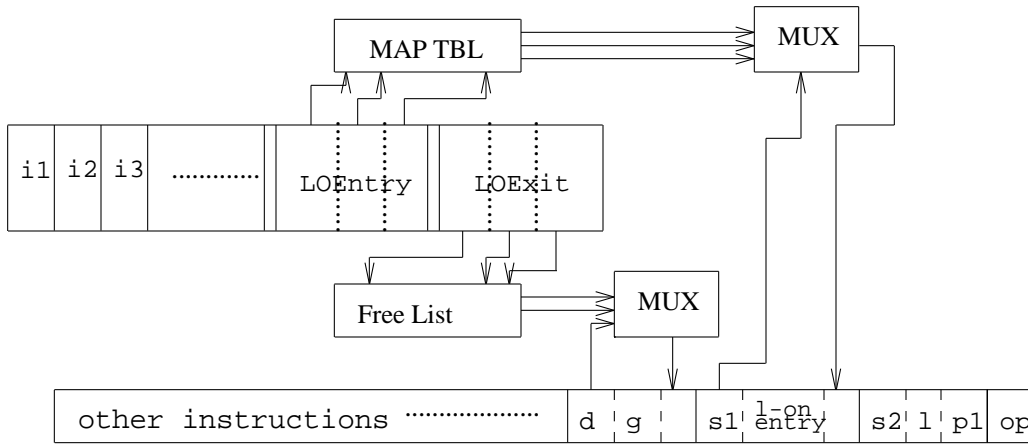 MAP TBL
MUX
i1 i2 i3 ............. LOEntry LOExit
Free List
MUX
other instructions .................. d g s1 l-on entry s2 l p1 op